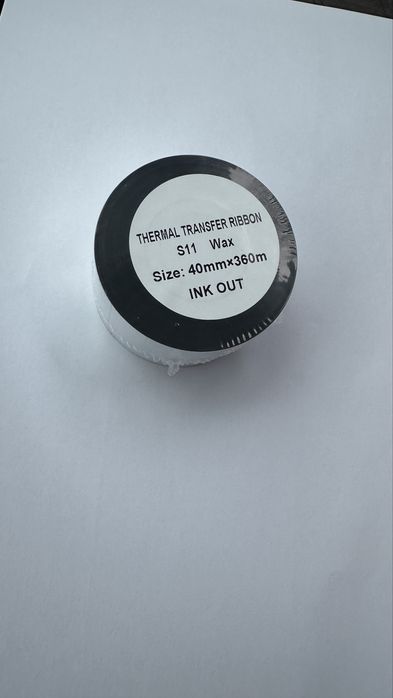 THERMAL TRANSFER RIBBON
S11 Wax
Size: 40mm×360m
INK OUT